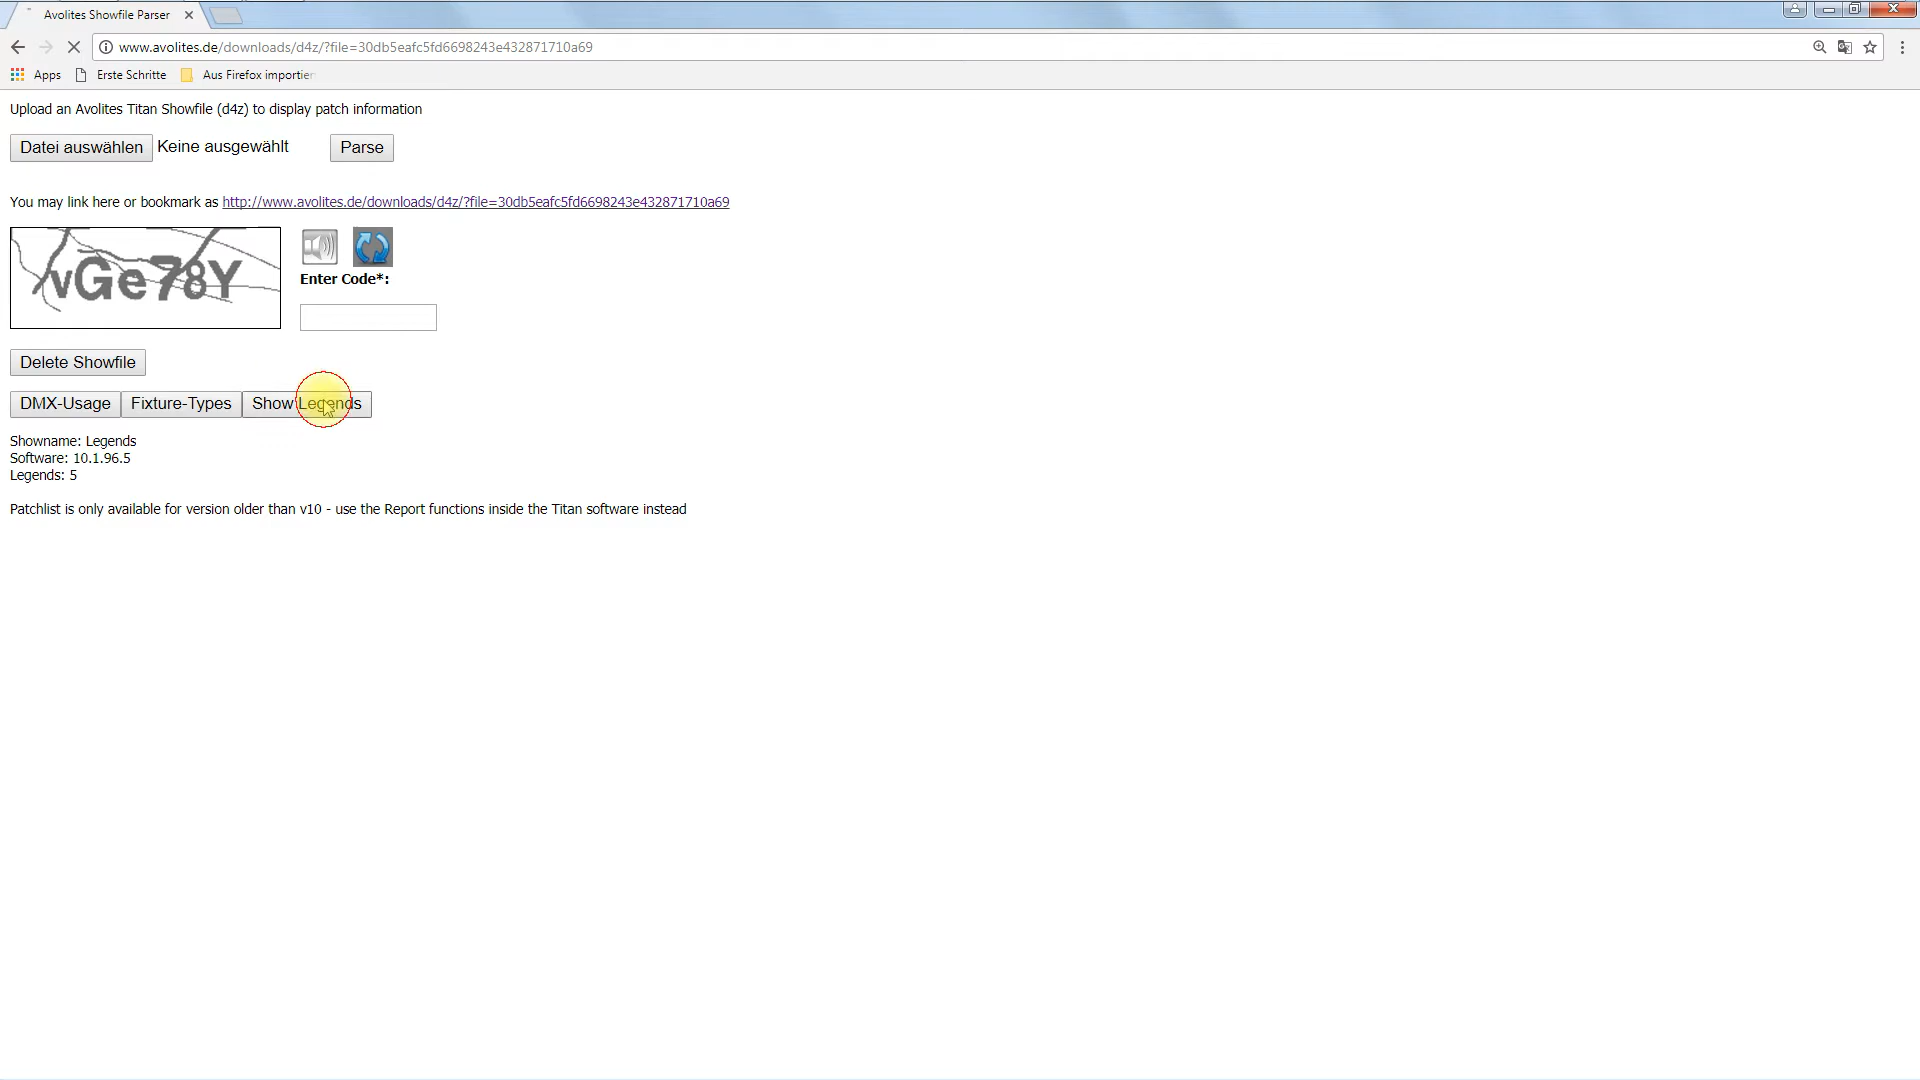 Avolites Showfile Parser
www.avolites.de/downloads/d4z/?file=30db5eafc5fd6698243e432871710a69
Apps Erste Schritte Aus Firefox importier
Upload an Avolites Titan Showfile (d4z) to display patch information
Datei auswählen Keine ausgewählt Parse
You may link here or bookmark as http://www.avolites.de/downloads/d4z/?file=30db5eafc5fd6698243e432871710a69
vGe78Y
Enter Code*:
Delete Showfile
DMX-Usage Fixture-Types Show Legends
Showname: Legends
Software: 10.1.96.5
Legends: 5
Patchlist is only available for version older than v10 - use the Report functions inside the Titan software instead